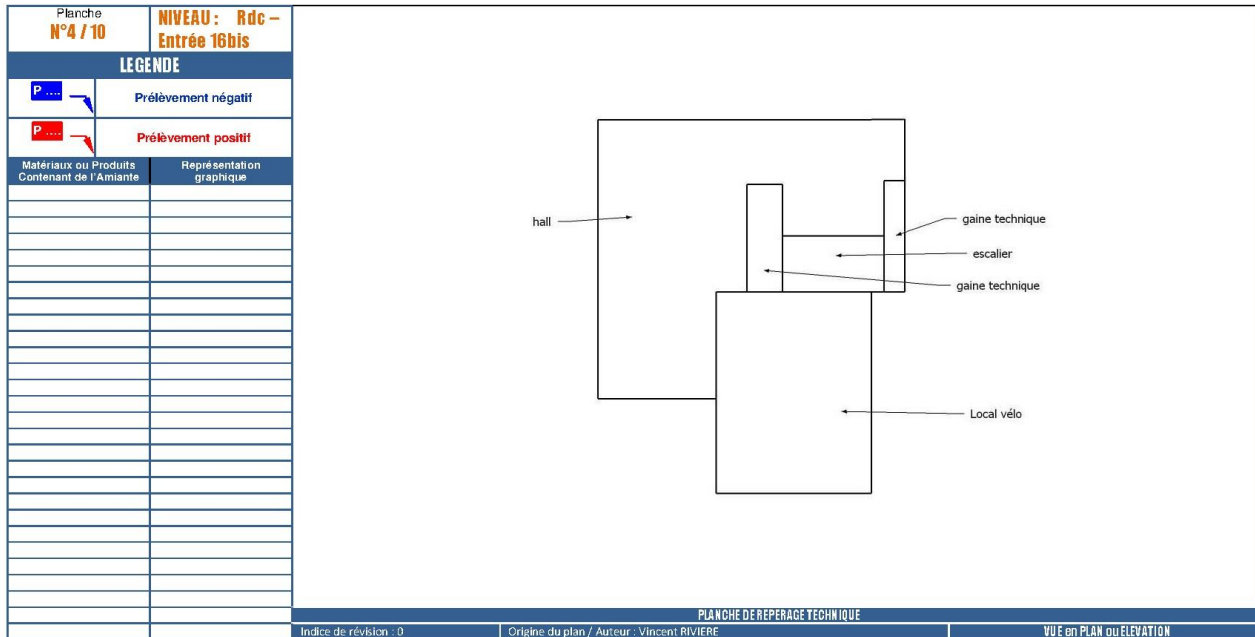 Planche
N°4 / 10
NIVEAU : Rdc –
Entrée 16bis
LEGENDE
P ....
Prélèvement négatif
P ....
Prélèvement positif
Matériaux ou Produits
Contenant de l'Amiante
Représentation
graphique
hall
gaine technique
escalier
gaine technique
Local vélo
PLANCHE DE REPERAGE TECHNIQUE
Indice de révision : 0
Origine du plan / Auteur : Vincent RIVIERE
VUE en PLAN ou ELEVATION